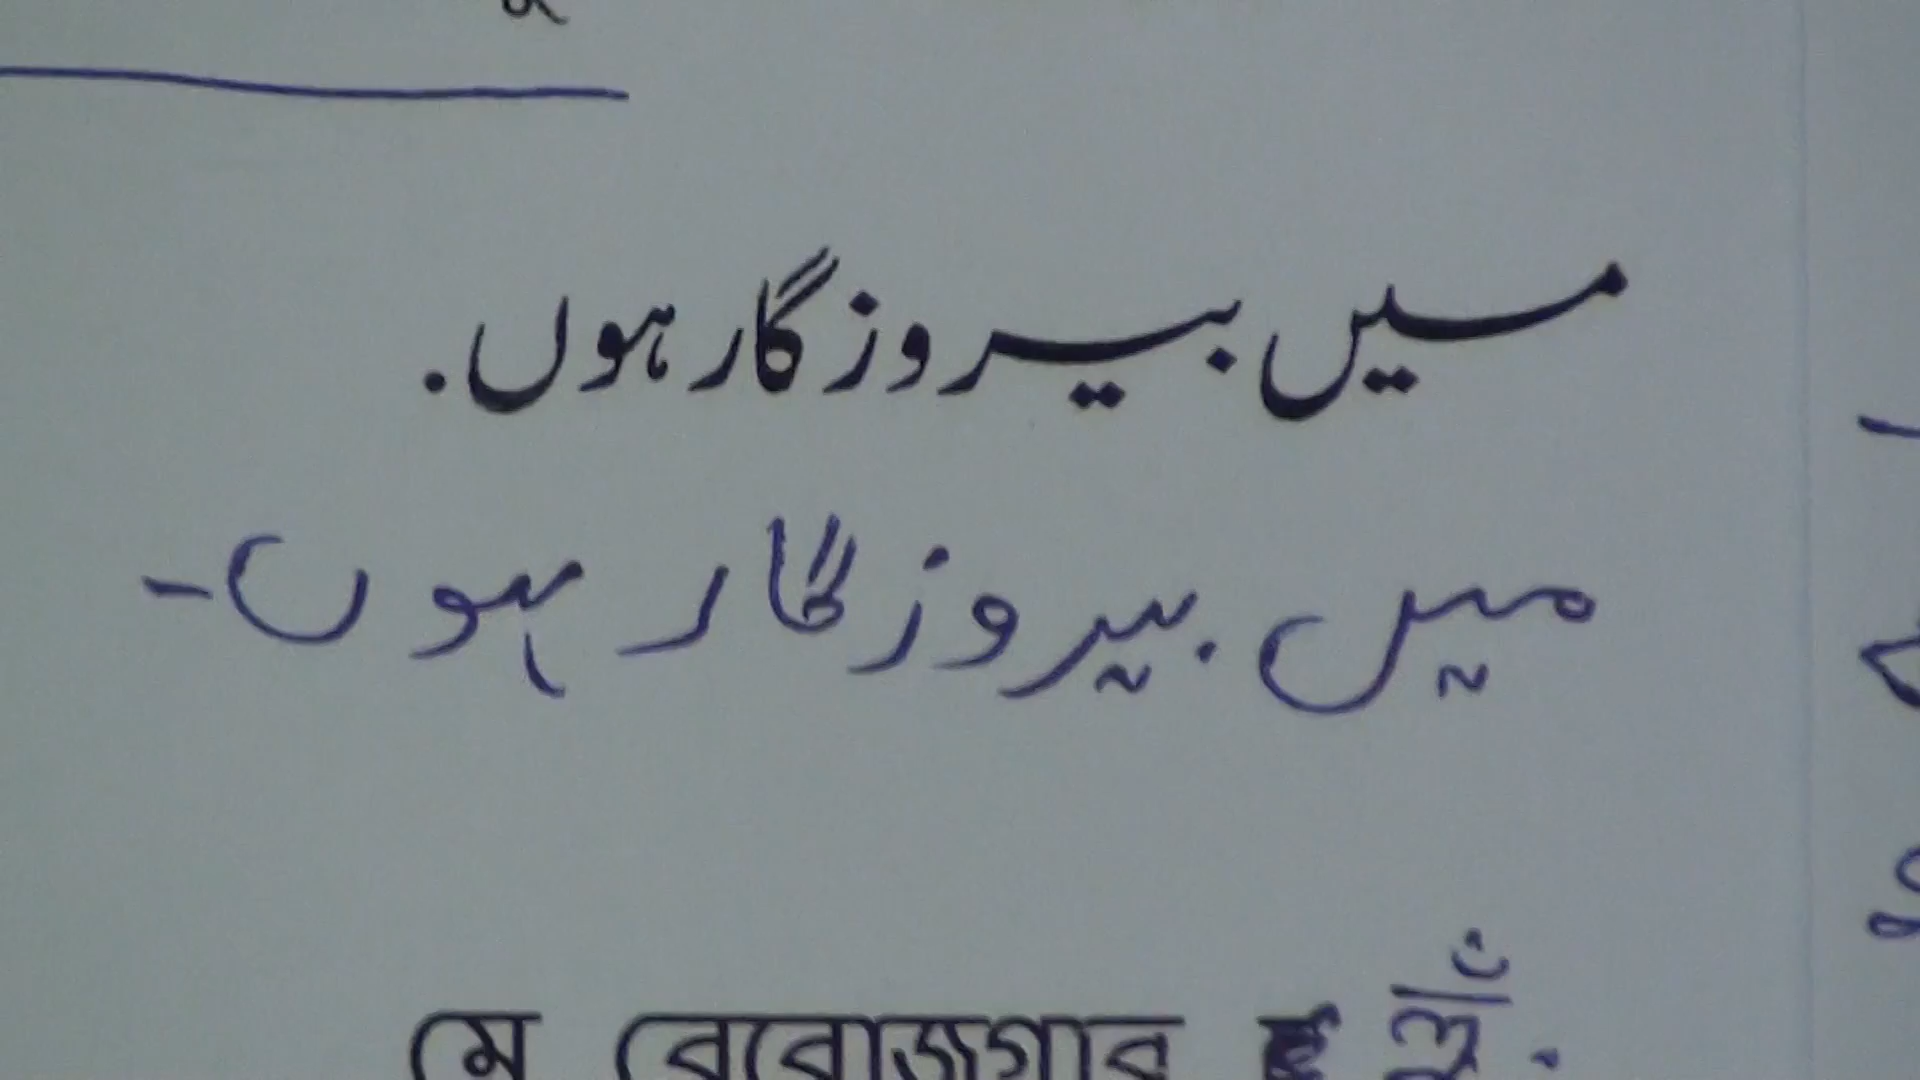 میں بیروزگار ہوں.
میں بیروزگار ہوں-
মে বেরোজগার